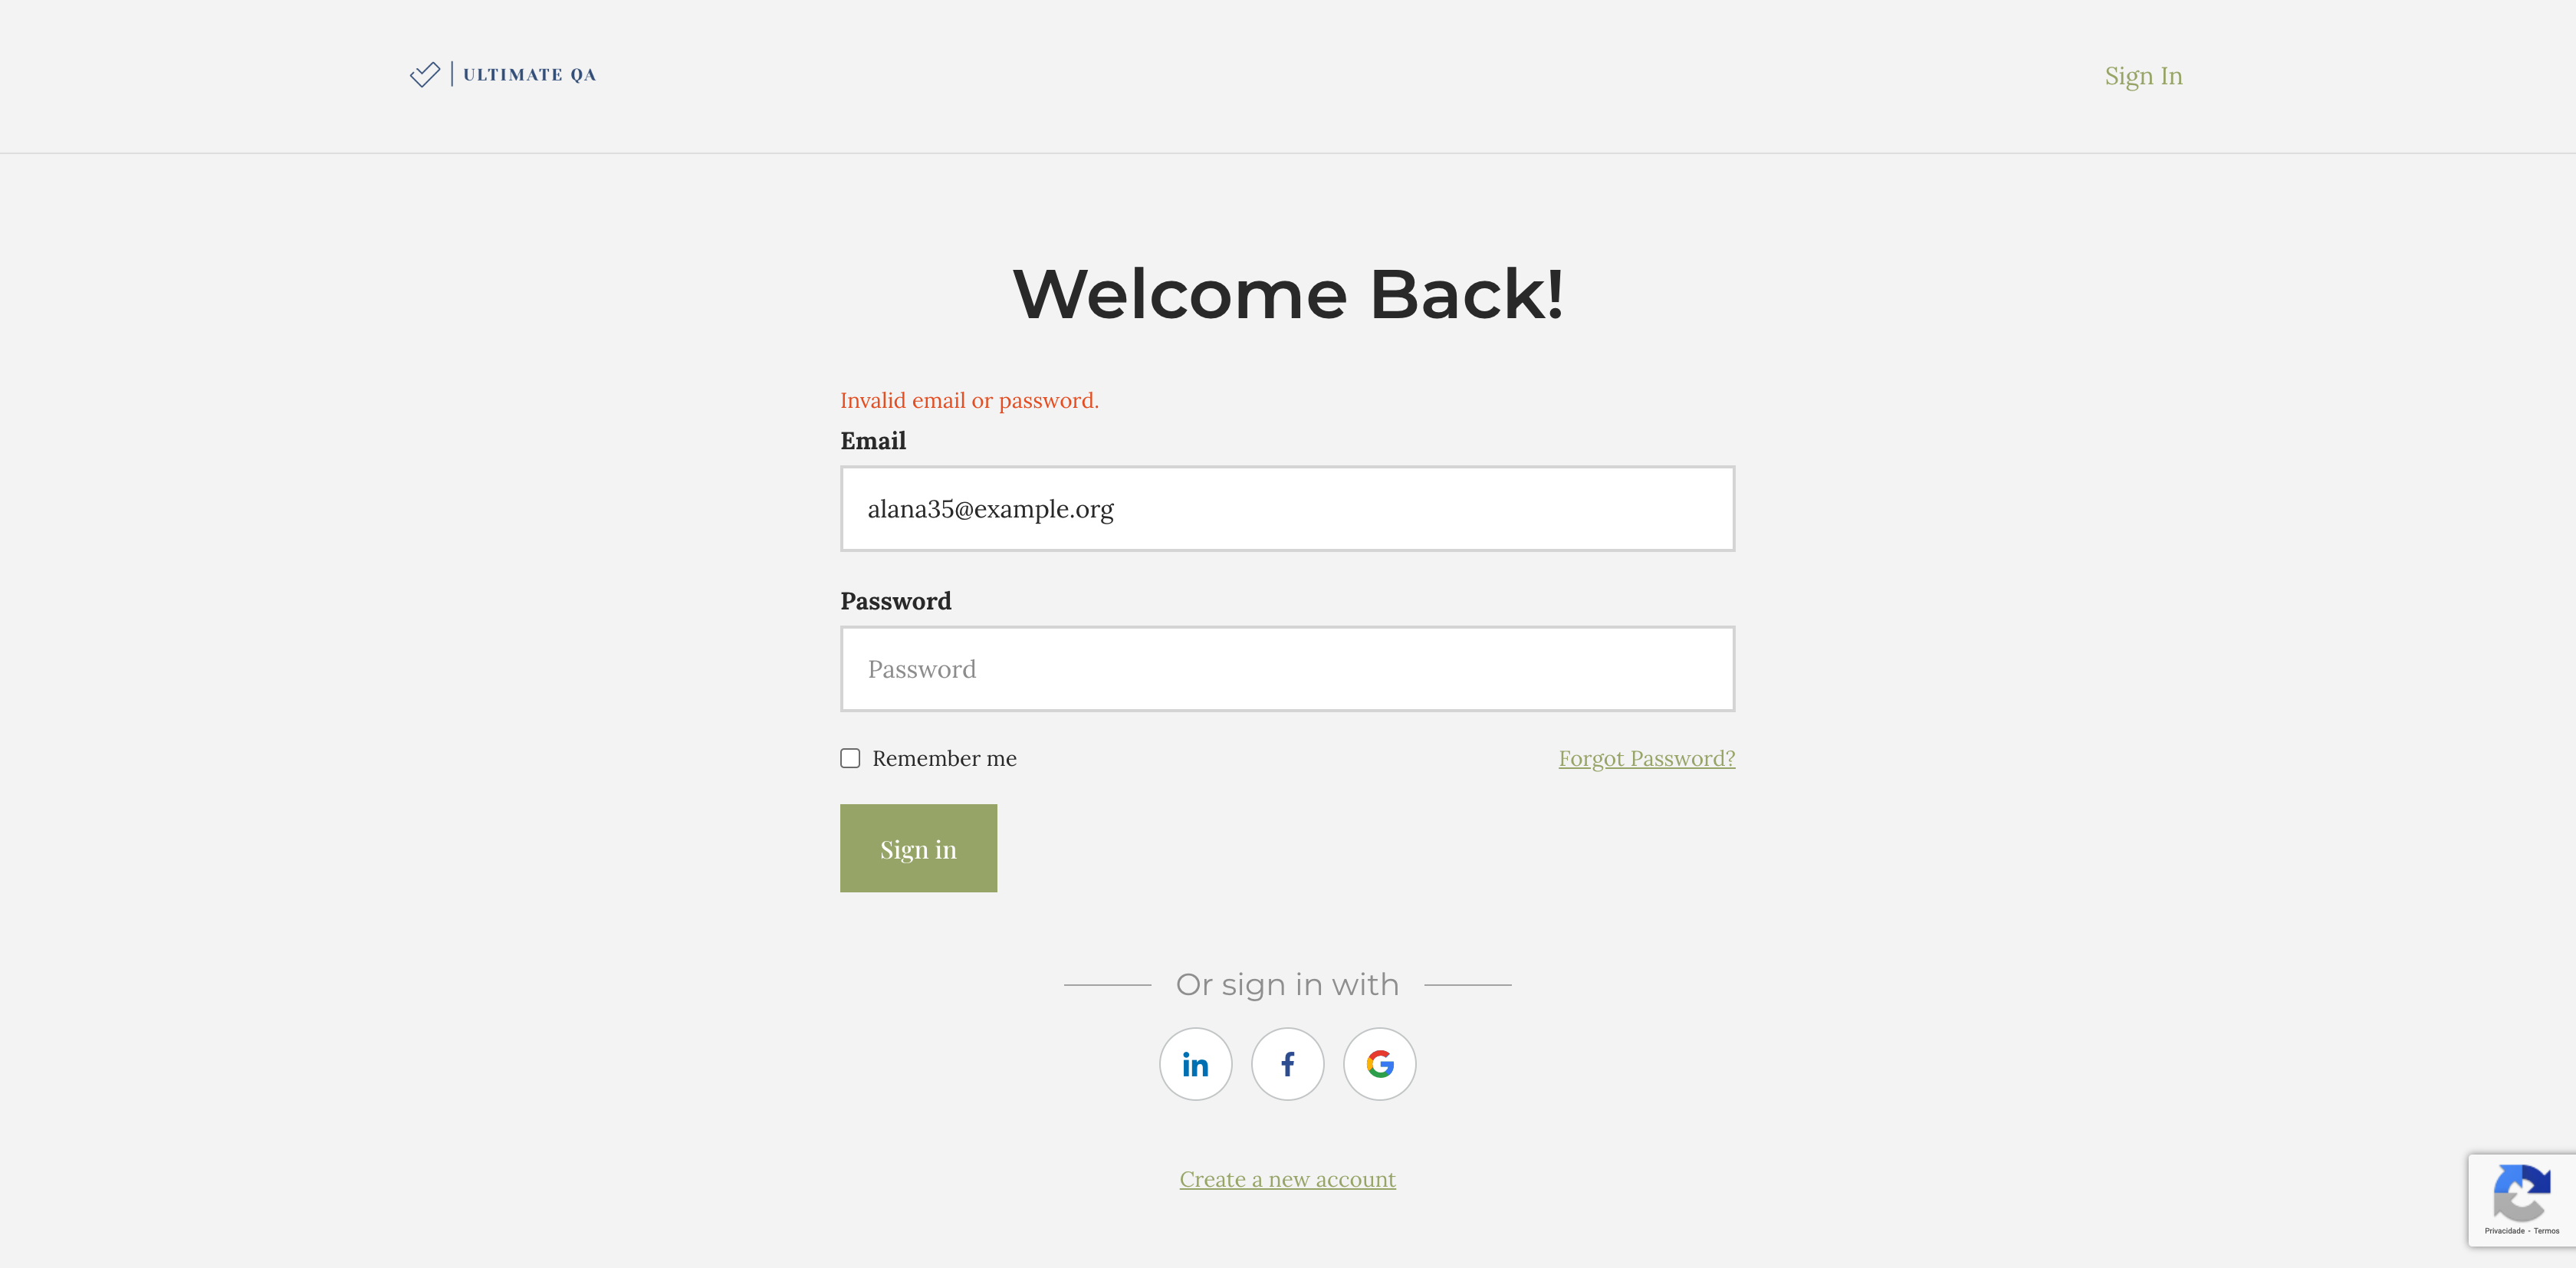 ULTIMATE QA
Sign In
Welcome Back!
Invalid email or password.
Email
alana35@example.org
Password
Password
Remember me
Forgot Password?
Sign in
Or sign in with
in f G
Create a new account
Privacidade - Termos